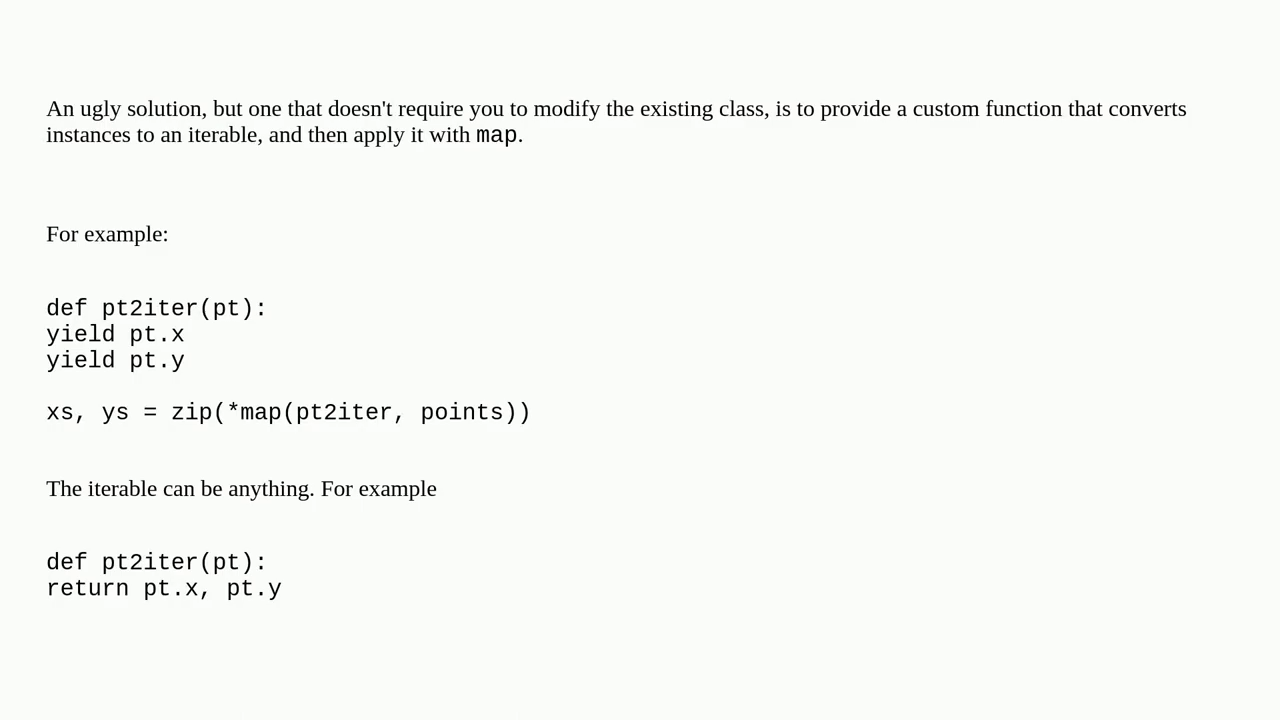 An ugly solution, but one that doesn't require you to modify the existing class, is to provide a custom function that converts
instances to an iterable, and then apply it with map.
For example:
def pt2iter(pt):
yield pt.x
yield pt.y
xs, ys = zip(*map(pt2iter, points))
The iterable can be anything. For example
def pt2iter(pt):
return pt.x, pt.y